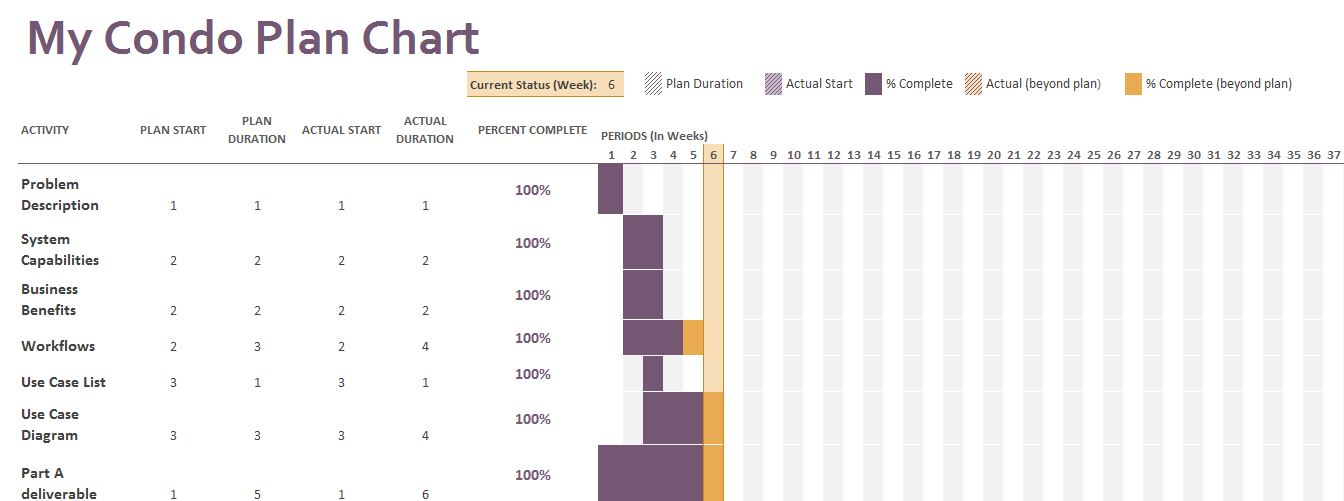 My Condo Plan Chart
Current Status (Week): 6 Plan Duration Actual Start % Complete Actual (beyond plan) % Complete (beyond plan)
ACTIVITY PLAN START PLAN DURATION ACTUAL START ACTUAL DURATION PERCENT COMPLETE PERIODS (In Weeks)
1 2 3 4 5 6 7 8 9 10 11 12 13 14 15 16 17 18 19 20 21 22 23 24 25 26 27 28 29 30 31 32 33 34 35 36 37
Problem
Description 1 1 1 1 100%
System
Capabilities 2 2 2 2 100%
Business
Benefits 2 2 2 2 100%
Workflows 2 3 2 4 100%
Use Case List 3 1 3 1 100%
Use Case
Diagram 3 3 3 4 100%
Part A
deliverable 1 5 1 6 100%